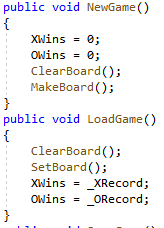 public void NewGame()
{
    XWins = 0;
    OWins = 0;
    ClearBoard();
    MakeBoard();
}
public void LoadGame()
{
    ClearBoard();
    SetBoard();
    XWins = _XRecord;
    OWins = _ORecord;
}